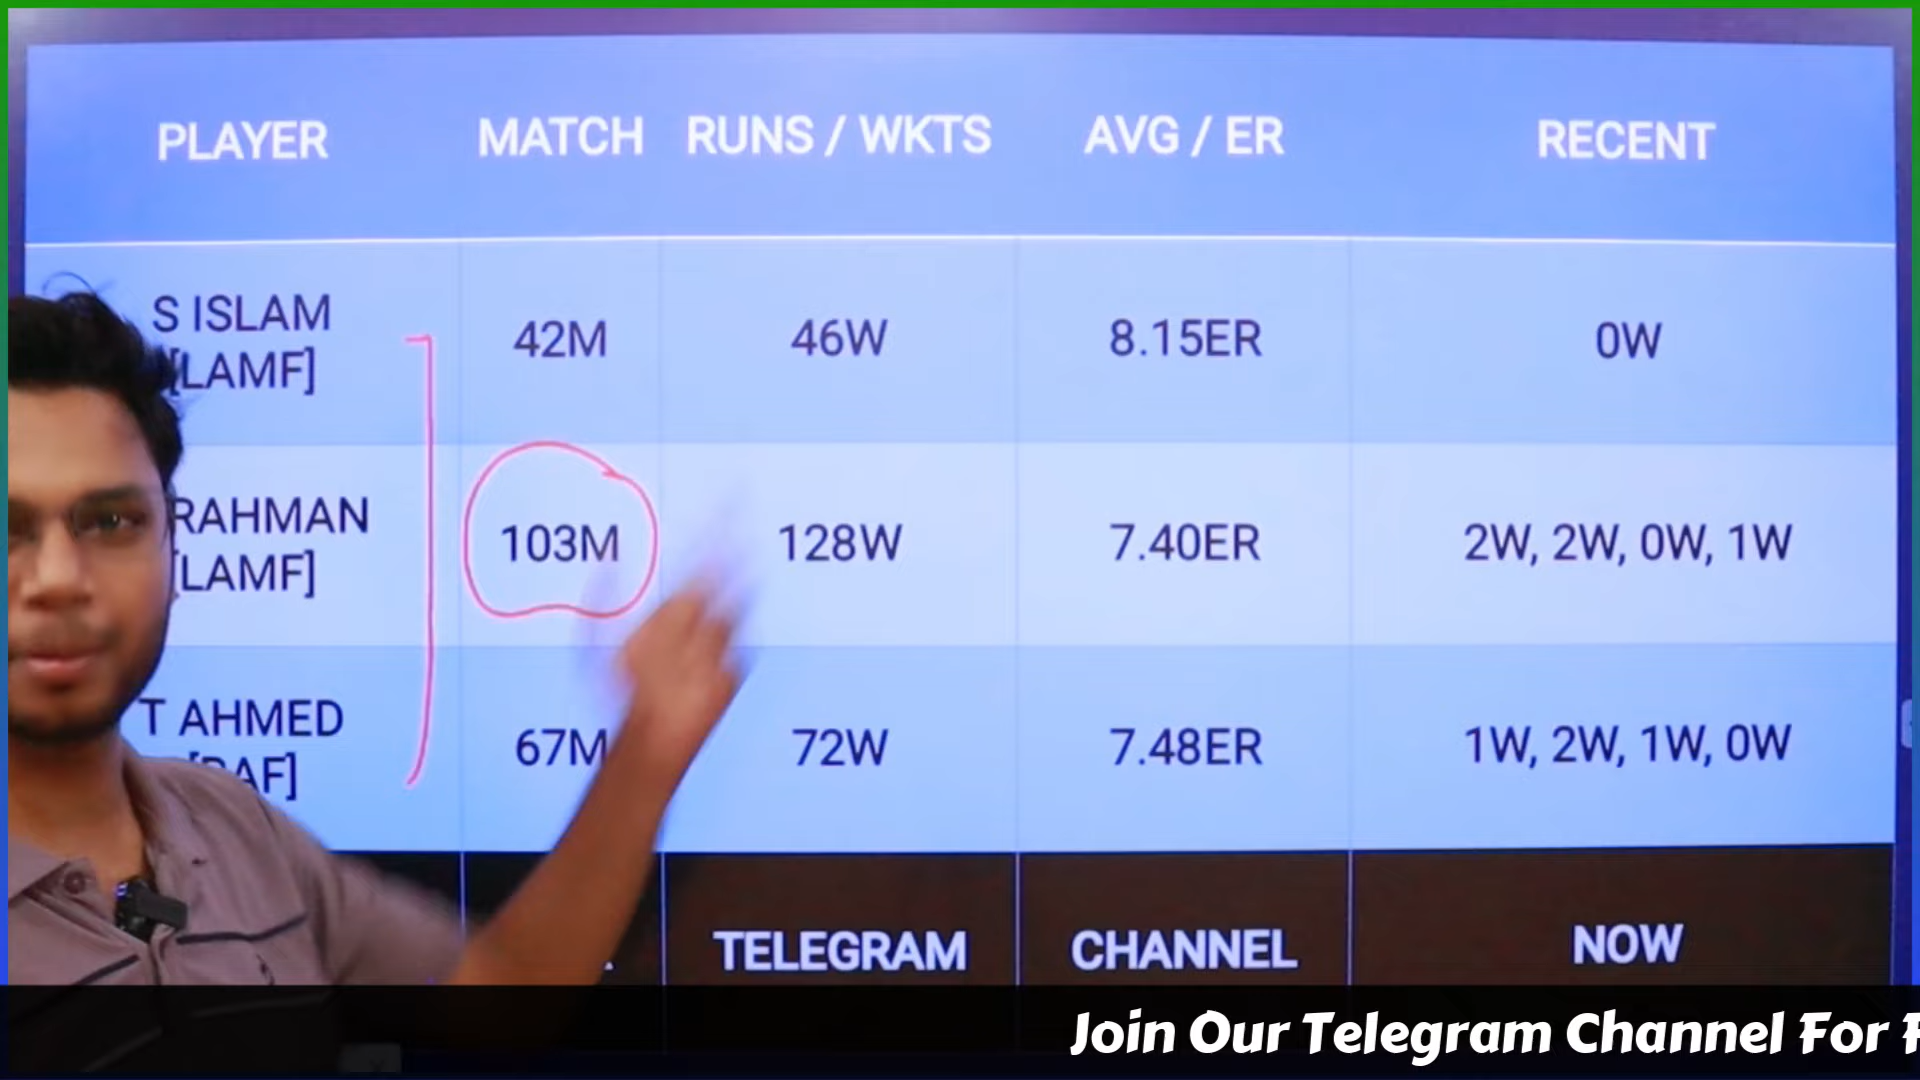 PLAYER MATCH RUNS / WKTS AVG / ER RECENT
S ISLAM
[LAMF] 42M 46W 8.15ER 0W
RAHMAN
[LAMF] 103M 128W 7.40ER 2W, 2W, 0W, 1W
T AHMED
67M 72W 7.48ER 1W, 2W, 1W, 0W
TELEGRAM CHANNEL NOW
Join Our Telegram Channel For